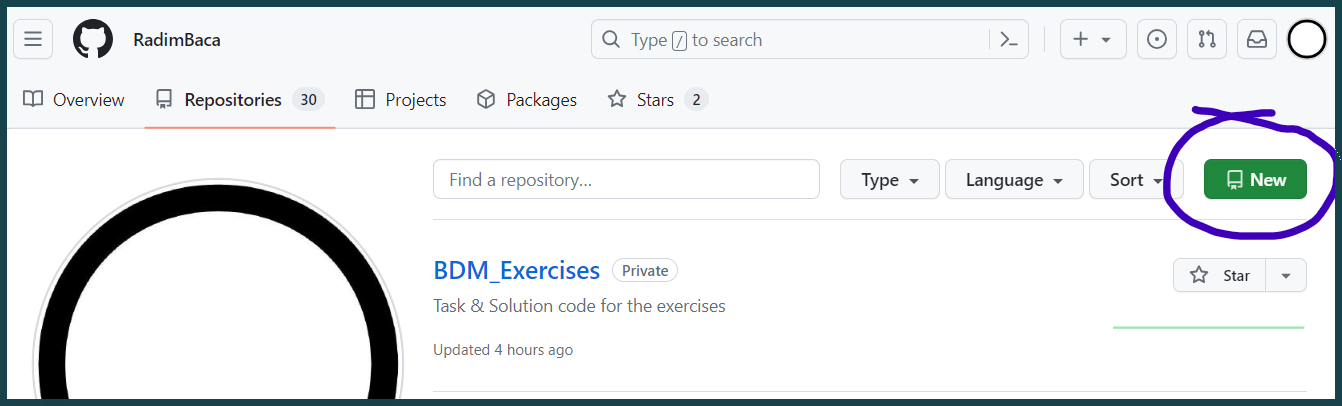 RadimBaca
Type / to search
Overview
Repositories 30
Projects
Packages
Stars 2
Find a repository...
Type
Language
Sort
New
BDM_Exercises Private
Star
Task & Solution code for the exercises
Updated 4 hours ago